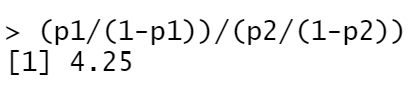 > (p1/(1-p1))/(p2/(1-p2))
[1] 4.25